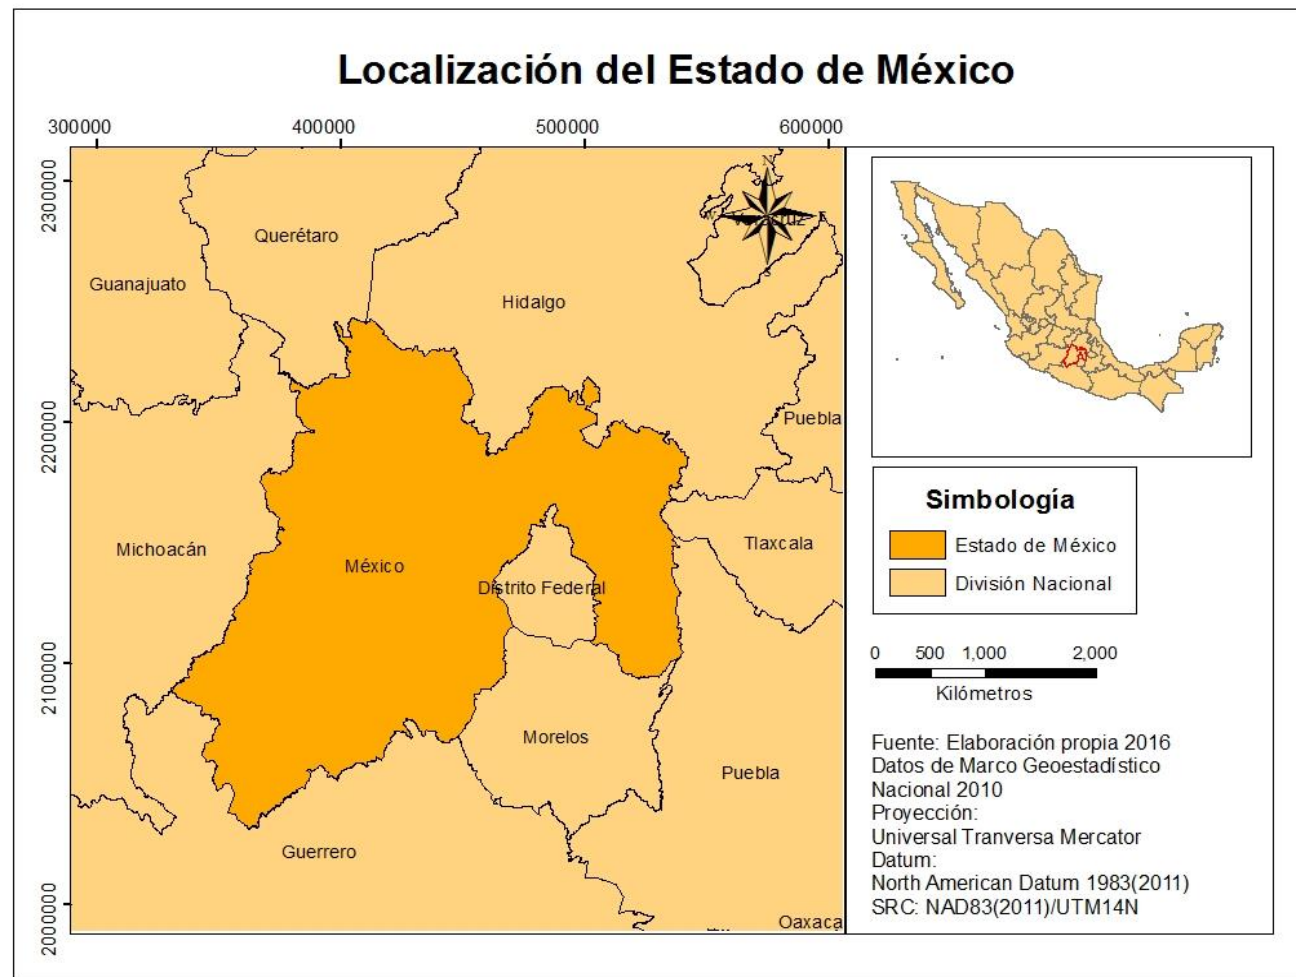 Localización del Estado de México
300000
400000
500000
600000
2300000
2200000
2100000
2000000
N
W
E
S
Veracruz
Querétaro
Guanajuato
Hidalgo
Puebla
Michoacán
México
Distrito Federal
Tlaxcala
Morelos
Puebla
Guerrero
Oaxaca
Simbología
Estado de México
División Nacional
0 500 1,000 2,000
Kilómetros
Fuente: Elaboración propia 2016
Datos de Marco Geoestadístico
Nacional 2010
Proyección:
Universal Tranversa Mercator
Datum:
North American Datum 1983(2011)
SRC: NAD83(2011)/UTM14N